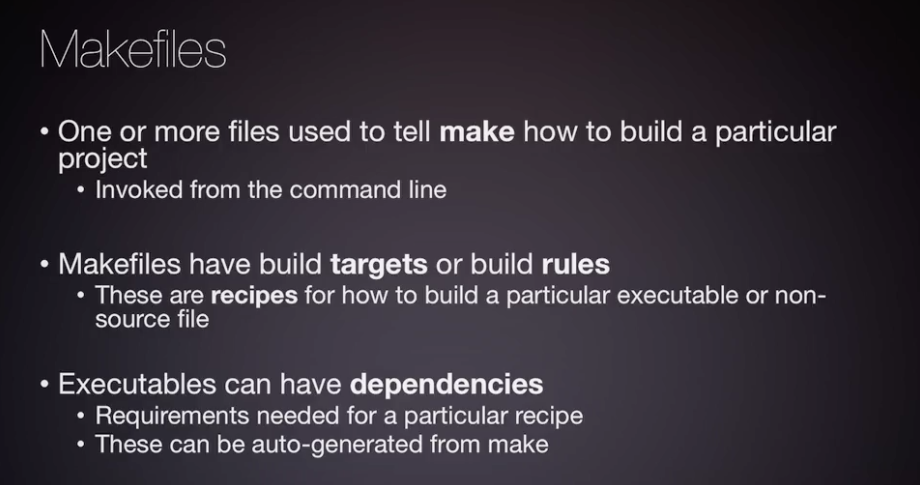 Makefiles
• One or more files used to tell make how to build a particular
project
• Invoked from the command line
• Makefiles have build targets or build rules
• These are recipes for how to build a particular executable or non-
source file
• Executables can have dependencies
• Requirements needed for a particular recipe
• These can be auto-generated from make